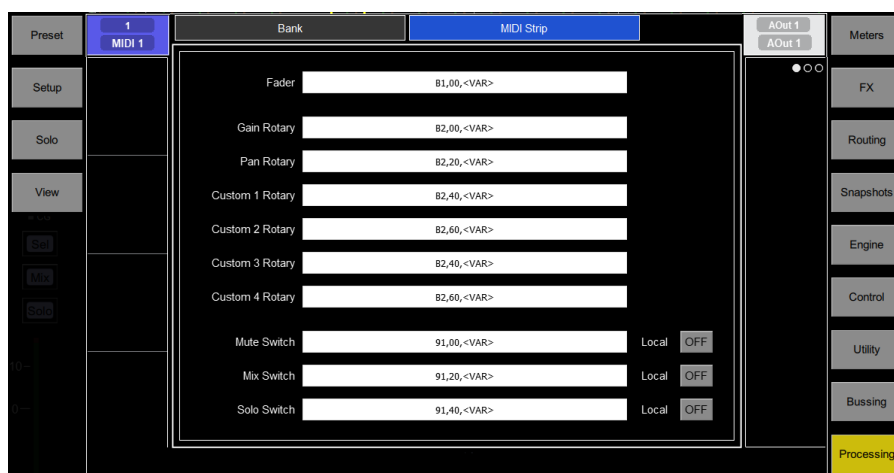 Preset
1
MIDI 1
Bank
MIDI Strip
AOut 1
AOut 1
Meters
Setup
Fader
B1,00,<VAR>
FX
Solo
Gain Rotary
B2,00,<VAR>
Routing
Pan Rotary
B2,20,<VAR>
View
Custom 1 Rotary
B2,40,<VAR>
Snapshots
Custom 2 Rotary
B2,60,<VAR>
Sel
Engine
Custom 3 Rotary
B2,40,<VAR>
Mix
Custom 4 Rotary
B2,60,<VAR>
Control
Solo
Mute Switch
91,00,<VAR>
Local
OFF
Utility
Mix Switch
91,20,<VAR>
Local
OFF
Solo Switch
91,40,<VAR>
Local
OFF
Bussing
Processing